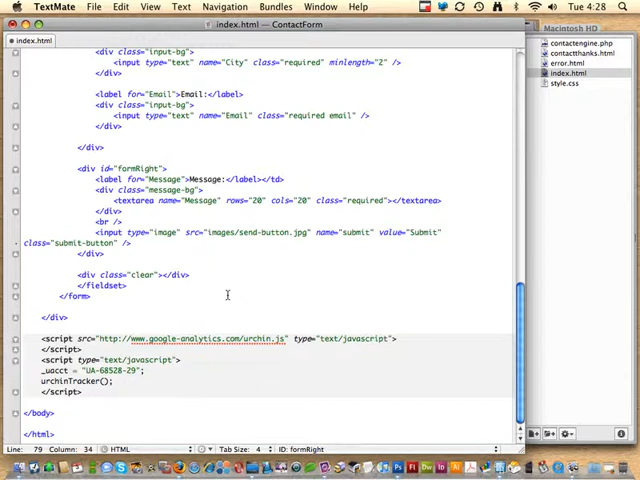 TextMate File Edit View Text Navigation Bundles Window Help Tue 4:28
index.html — ContactForm
Macintosh HD
index.html
contactengine.php
contactthanks.html
error.html
index.html
style.css
<div class="input-bg">
<input type="text" name="City" class="required" minlength="2" />
</div>
<label for="Email">Email:</label>
<div class="input-bg">
<input type="text" name="Email" class="required email" />
</div>
</div>
<div id="formRight">
<label for="Message">Message:</label></td>
<div class="message-bg">
<textarea name="Message" rows="20" cols="20" class="required"></textarea>
</div>
<br />
<input type="image" src="images/send-button.jpg" name="submit" value="Submit"
class="submit-button" />
</div>
<div class="clear"></div>
</fieldset>
</form>
</div>
<script src="http://www.google-analytics.com/urchin.js" type="text/javascript">
</script>
<script type="text/javascript">
_uacct = "UA-68528-29";
urchinTracker();
</script>
</body>
</html>
Line: 79 Column: 34 HTML Tab Size: 4 ID: formRight